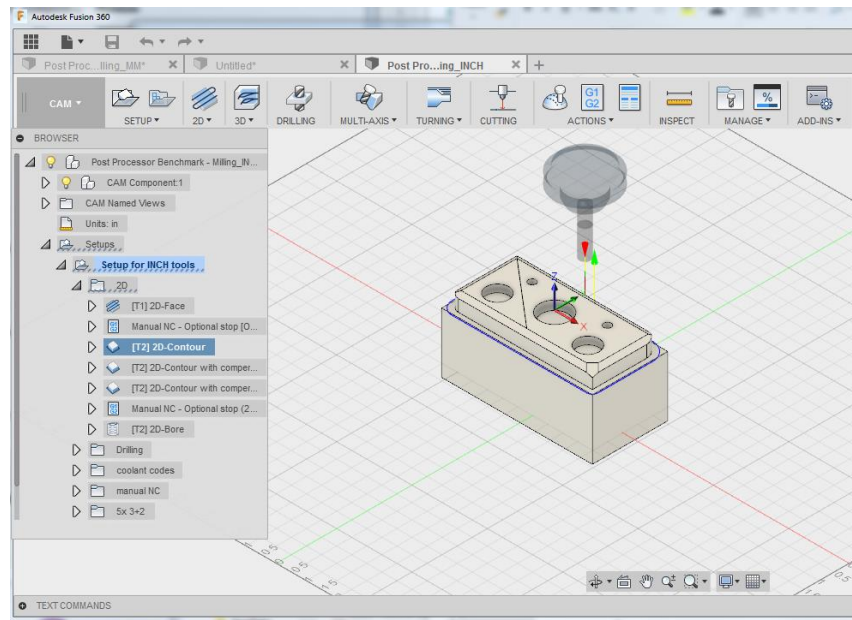 Autodesk Fusion 360
Post Proc...lling_MM*
Untitled*
Post Pro...ing_INCH
CAM
SETUP
2D
3D
DRILLING
MULTI-AXIS
TURNING
CUTTING
G1
G2
ACTIONS
INSPECT
%
MANAGE
ADD-INS
BROWSER
Post Processor Benchmark - Milling_IN...
CAM Component:1
CAM Named Views
Units: in
Setups
Setup for INCH tools
2D
[T1] 2D-Face
Manual NC - Optional stop [O...
[T2] 2D-Contour
[T2] 2D-Contour with comper...
[T2] 2D-Contour with comper...
Manual NC - Optional stop (2...
[T2] 2D-Bore
Drilling
coolant codes
manual NC
5x 3+2
Z
X
0.5
TEXT COMMANDS